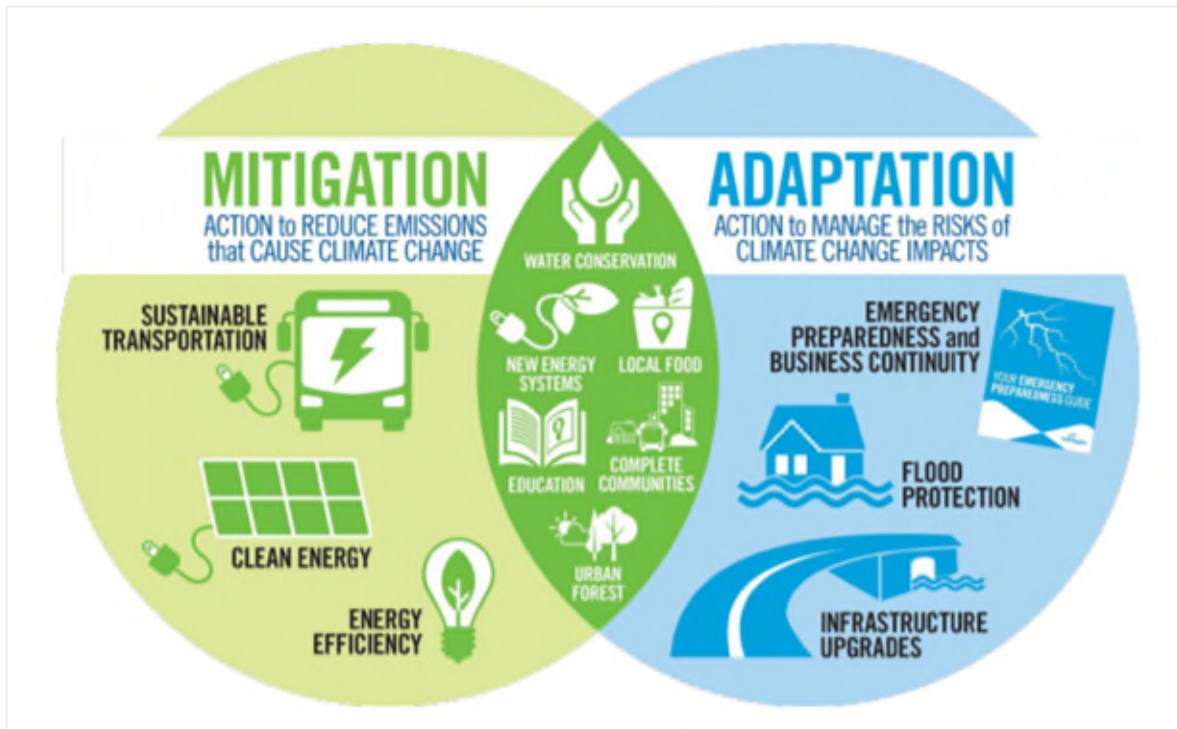 MITIGATION
ACTION to REDUCE EMISSIONS
that CAUSE CLIMATE CHANGE
ADAPTATION
ACTION to MANAGE the RISKS of
CLIMATE CHANGE IMPACTS
SUSTAINABLE
TRANSPORTATION
CLEAN ENERGY
ENERGY
EFFICIENCY
WATER CONSERVATION
NEW ENERGY
SYSTEMS
LOCAL FOOD
EDUCATION
COMPLETE
COMMUNITIES
URBAN
FOREST
EMERGENCY
PREPAREDNESS and
BUSINESS CONTINUITY
YOUR EMERGENCY
PREPAREDNESS GUIDE
FLOOD
PROTECTION
INFRASTRUCTURE
UPGRADES